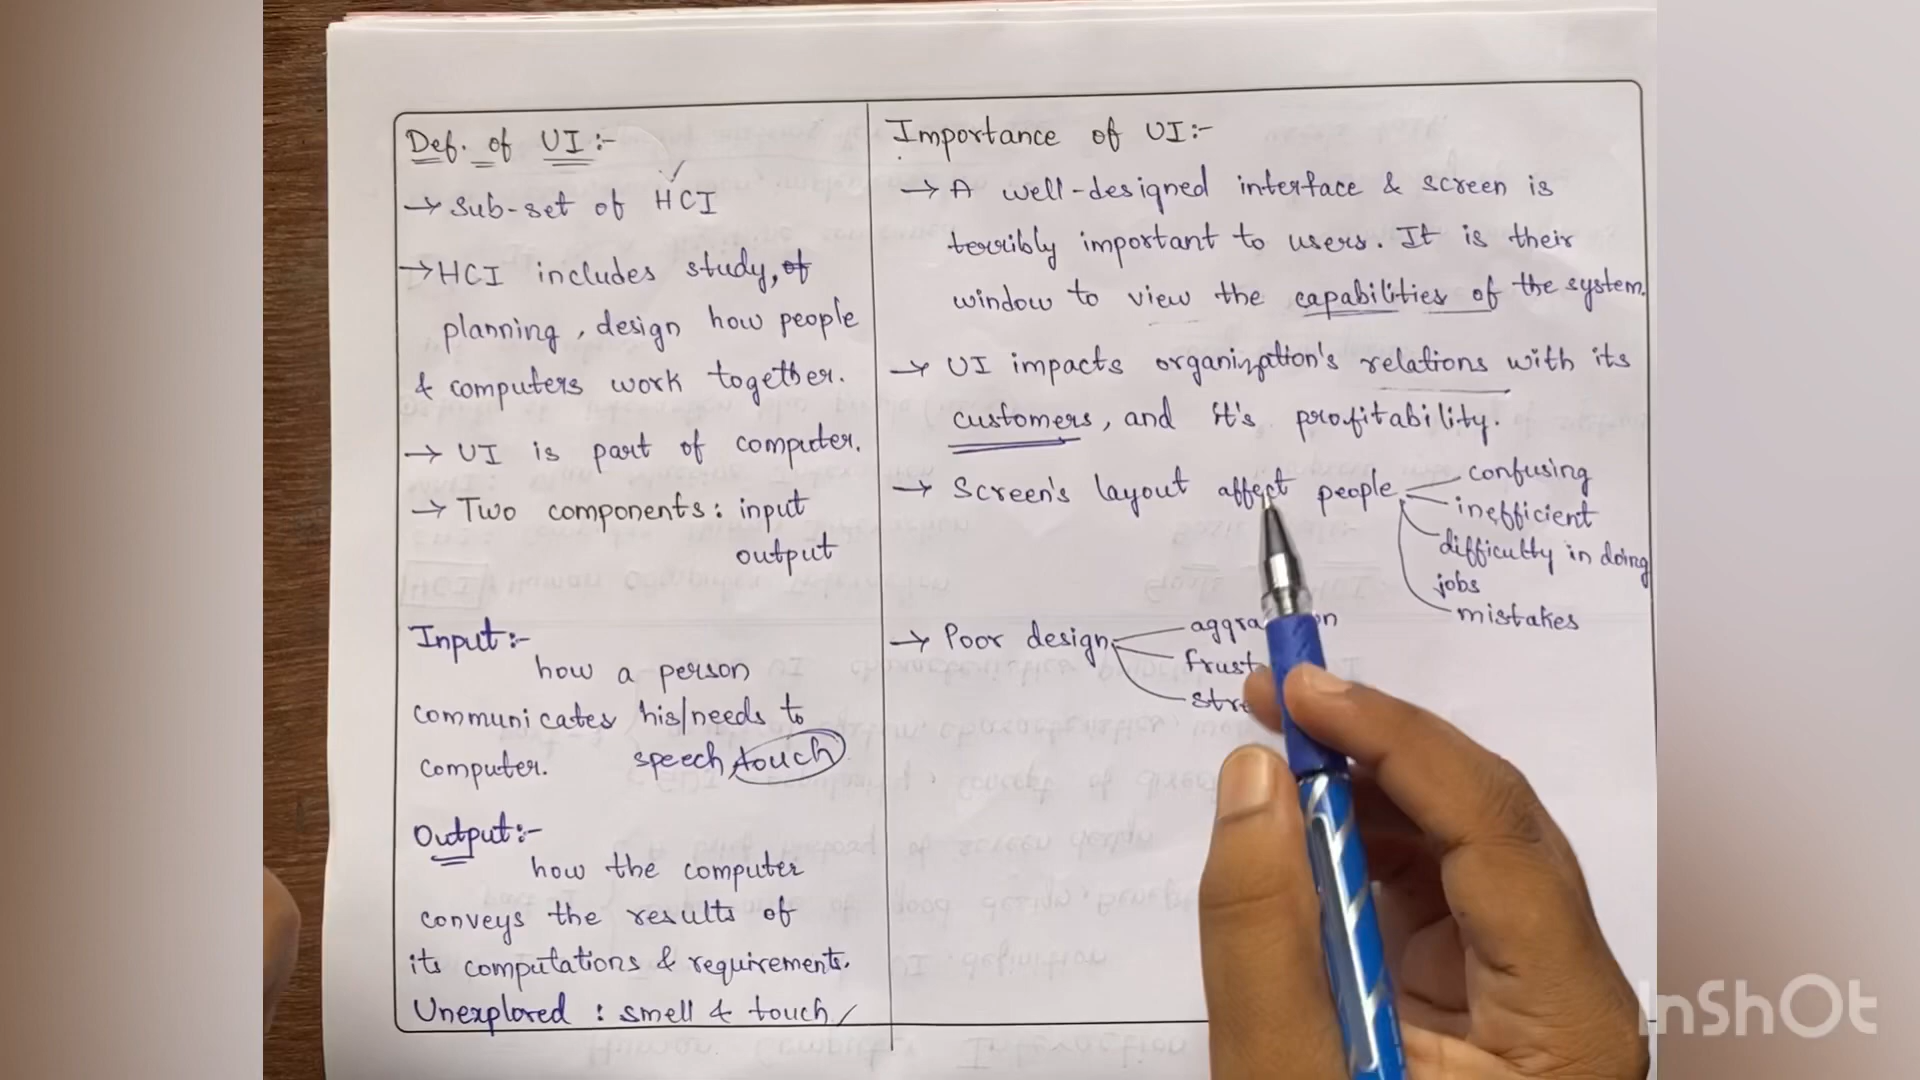 Def. of UI:-
→ Sub-set of HCI
→ HCI includes study, of
planning, design how people
& computers work together.
→ UI is part of computer.
→ Two components: input
output
Input:-
how a person
communicates his/needs to
computer. speech, touch
Output:-
how the computer
conveys the results of
its computations & requirements.
Unexplored : smell & touch
Importance of UI:-
→ A well-designed interface & screen is
terribly important to users. It is their
window to view the capabilities of the system.
→ UI impacts organization's relations with its
customers, and it's profitability.
→ Screen's layout affect people
confusing
inefficient
difficulty in doing
jobs
mistakes
→ Poor design
InShOt